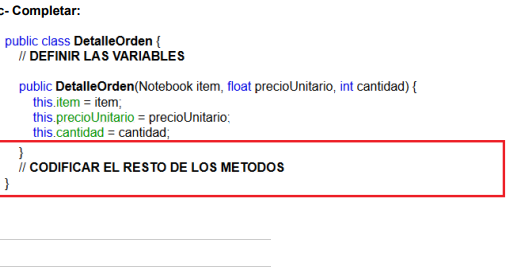 c- Completar:
public class DetalleOrden {
// DEFINIR LAS VARIABLES
public DetalleOrden(Notebook item, float precioUnitario, int cantidad) {
this.item = item;
this.precioUnitario = precioUnitario;
this.cantidad = cantidad;
}
// CODIFICAR EL RESTO DE LOS METODOS
}